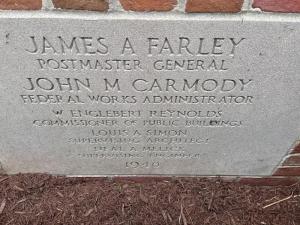 JAMES A FARLEY
POSTMASTER GENERAL
JOHN M CARMODY
FEDERAL WORKS ADMINISTRATOR
W ENGLEBERT REYNOLDS
COMMISSIONER OF PUBLIC BUILDINGS
LOUIS A SIMON
SUPERVISING ARCHITECT
NEAL A MELICK
SUPERVISING ENGINEER
1940